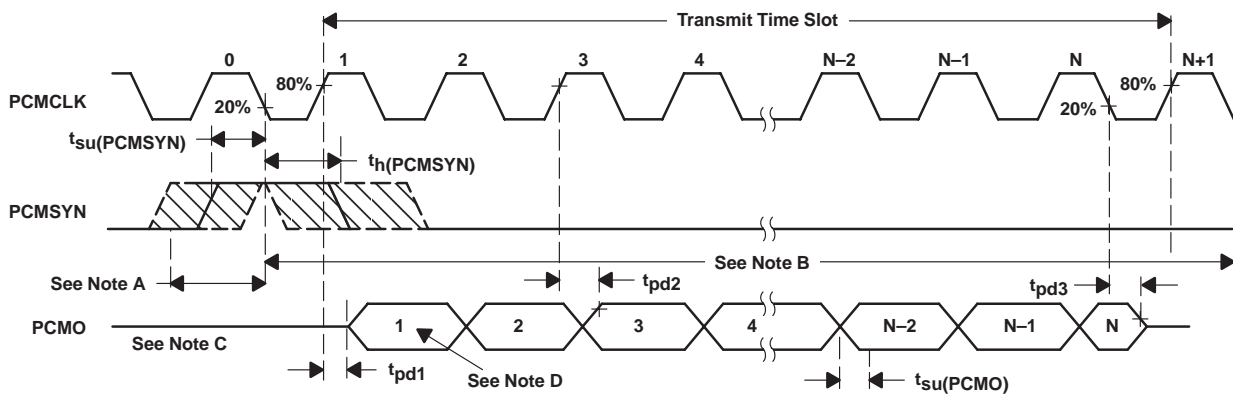 Transmit Time Slot
0 1 2 3 4 N–2 N–1 N N+1
80% 80%
PCMCLK
20% 20%
tsu(PCMSYN)
th(PCMSYN)
PCMSYN
See Note B
See Note A
tpd2
tpd3
PCMO
1 2 3 4 N–2 N–1 N
See Note C
tpd1
See Note D
tsu(PCMO)